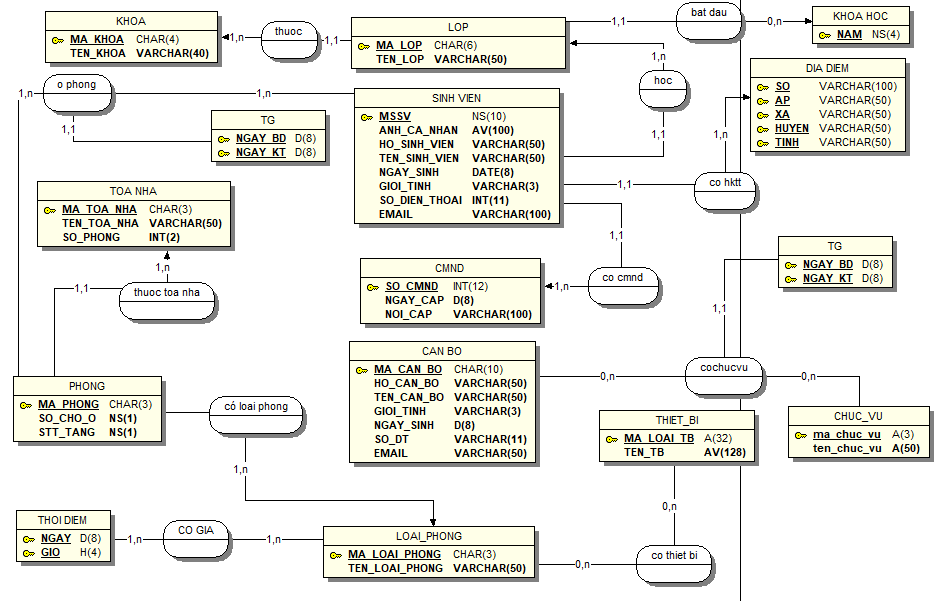 KHOA
MA_KHOA CHAR(4)
TEN_KHOA VARCHAR(40)
1,n
thuoc
1,1
LOP
MA_LOP CHAR(6)
TEN_LOP VARCHAR(50)
1,1
bat dau
0,n
KHOA HOC
NAM NS(4)
o phong
1,n
1,n
1,1
TG
NGAY_BD D(8)
NGAY_KT D(8)
SINH VIEN
MSSV NS(10)
ANH_CA_NHAN AV(100)
HO_SINH_VIEN VARCHAR(50)
TEN_SINH_VIEN VARCHAR(50)
NGAY_SINH DATE(8)
GIOI_TINH VARCHAR(3)
SO_DIEN_THOAI INT(11)
EMAIL VARCHAR(100)
1,n
hoc
1,1
DIA DIEM
SO VARCHAR(100)
AP VARCHAR(50)
XA VARCHAR(50)
HUYEN VARCHAR(50)
TINH VARCHAR(50)
1,n
1,1
co hktt
TOA NHA
MA_TOA_NHA CHAR(3)
TEN_TOA_NHA VARCHAR(50)
SO_PHONG INT(2)
1,n
1,1
thuoc toa nha
1,1
co cmnd
1,n
CMND
SO_CMND INT(12)
NGAY_CAP D(8)
NOI_CAP VARCHAR(100)
TG
NGAY_BD D(8)
NGAY_KT D(8)
1,1
CAN BO
MA_CAN_BO CHAR(10)
HO_CAN_BO VARCHAR(50)
TEN_CAN_BO VARCHAR(50)
GIOI_TINH VARCHAR(3)
NGAY_SINH D(8)
SO_DT VARCHAR(11)
EMAIL VARCHAR(50)
0,n
cochucvu
0,n
PHONG
MA_PHONG CHAR(3)
SO_CHO_O NS(1)
STT_TANG NS(1)
có loai phong
1,n
THIET_BI
MA_LOAI_TB A(32)
TEN_TB AV(128)
CHUC_VU
ma_chuc_vu A(3)
ten_chuc_vu A(50)
0,n
THOI DIEM
NGAY D(8)
GIO H(4)
1,n
CO GIA
1,n
LOAI_PHONG
MA_LOAI_PHONG CHAR(3)
TEN_LOAI_PHONG VARCHAR(50)
0,n
co thiet bi